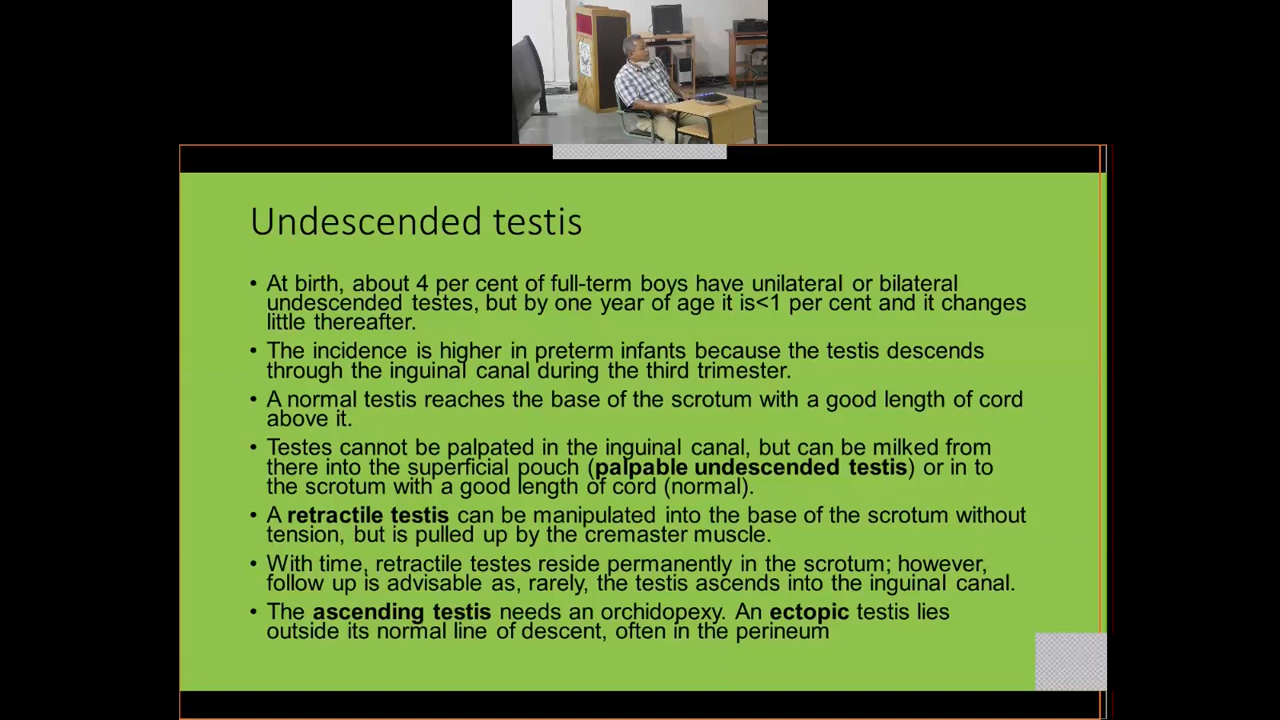 Undescended testis
• At birth, about 4 per cent of full-term boys have unilateral or bilateral
undescended testes, but by one year of age it is<1 per cent and it changes
little thereafter.
• The incidence is higher in preterm infants because the testis descends
through the inguinal canal during the third trimester.
• A normal testis reaches the base of the scrotum with a good length of cord
above it.
• Testes cannot be palpated in the inguinal canal, but can be milked from
there into the superficial pouch (palpable undescended testis) or in to
the scrotum with a good length of cord (normal).
• A retractile testis can be manipulated into the base of the scrotum without
tension, but is pulled up by the cremaster muscle.
• With time, retractile testes reside permanently in the scrotum; however,
follow up is advisable as, rarely, the testis ascends into the inguinal canal.
• The ascending testis needs an orchidopexy. An ectopic testis lies
outside its normal line of descent, often in the perineum